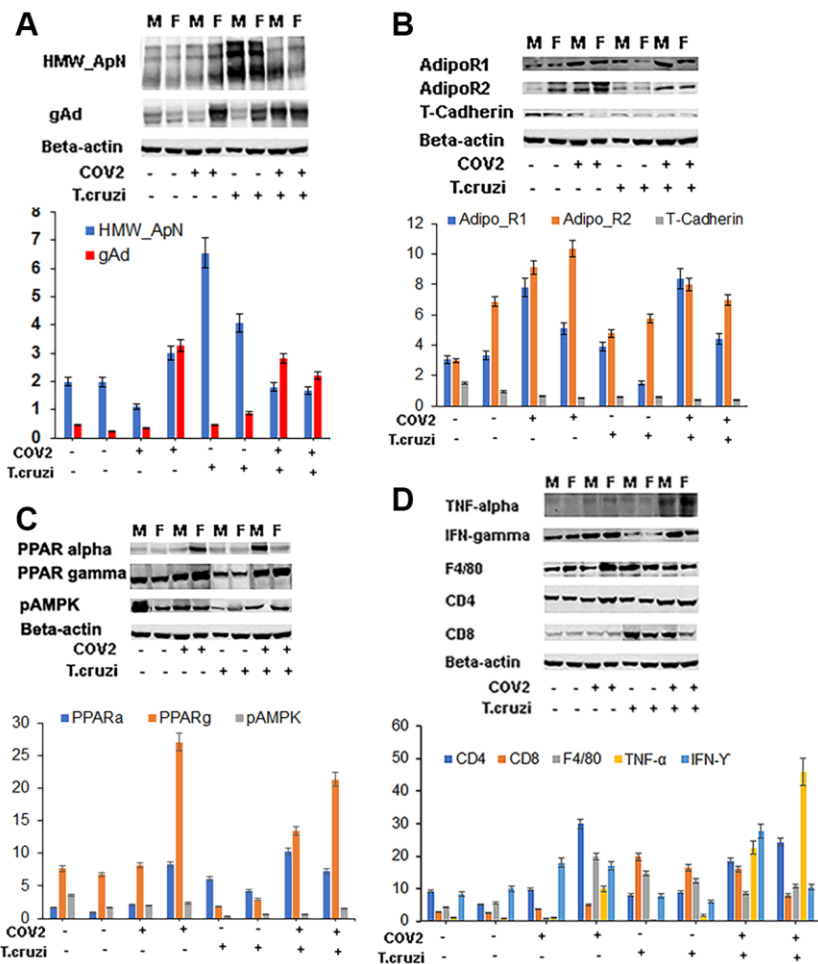 A
M F M F M F M F
HMW_ApN
gAd
Beta-actin
COV2 - - + + - - + +
T.cruzi - - - - + + + +
8
7
6
5
4
3
2
1
0
HMW_ApN
gAd
COV2 - - + + - - + +
T.cruzi - - - - + + + +
B
M F M F M F M F
AdipoR1
AdipoR2
T-Cadherin
Beta-actin
COV2 - - + + - - + +
T.cruzi - - - - + + + +
Adipo_R1 Adipo_R2 T-Cadherin
12
10
8
6
4
2
0
COV2 - - + + - - + +
T.cruzi - - - - + + + +
C
M F M F M F M F
PPAR alpha
PPAR gamma
pAMPK
Beta-actin
COV2 - - + + - - + +
T.cruzi - - - - + + + +
PPARa PPARg pAMPK
30
25
20
15
10
5
0
COV2 - - + + - - + +
T.cruzi - - - - + + + +
D
M F M F M F M F
TNF-alpha
IFN-gamma
F4/80
CD4
CD8
Beta-actin
COV2 - - + + - - + +
T.cruzi - - - - + + + +
CD4 CD8 F4/80 TNF-α IFN-ϒ
60
50
40
30
20
10
0
COV2 - - + + - - + +
T.cruzi - - - - + + + +